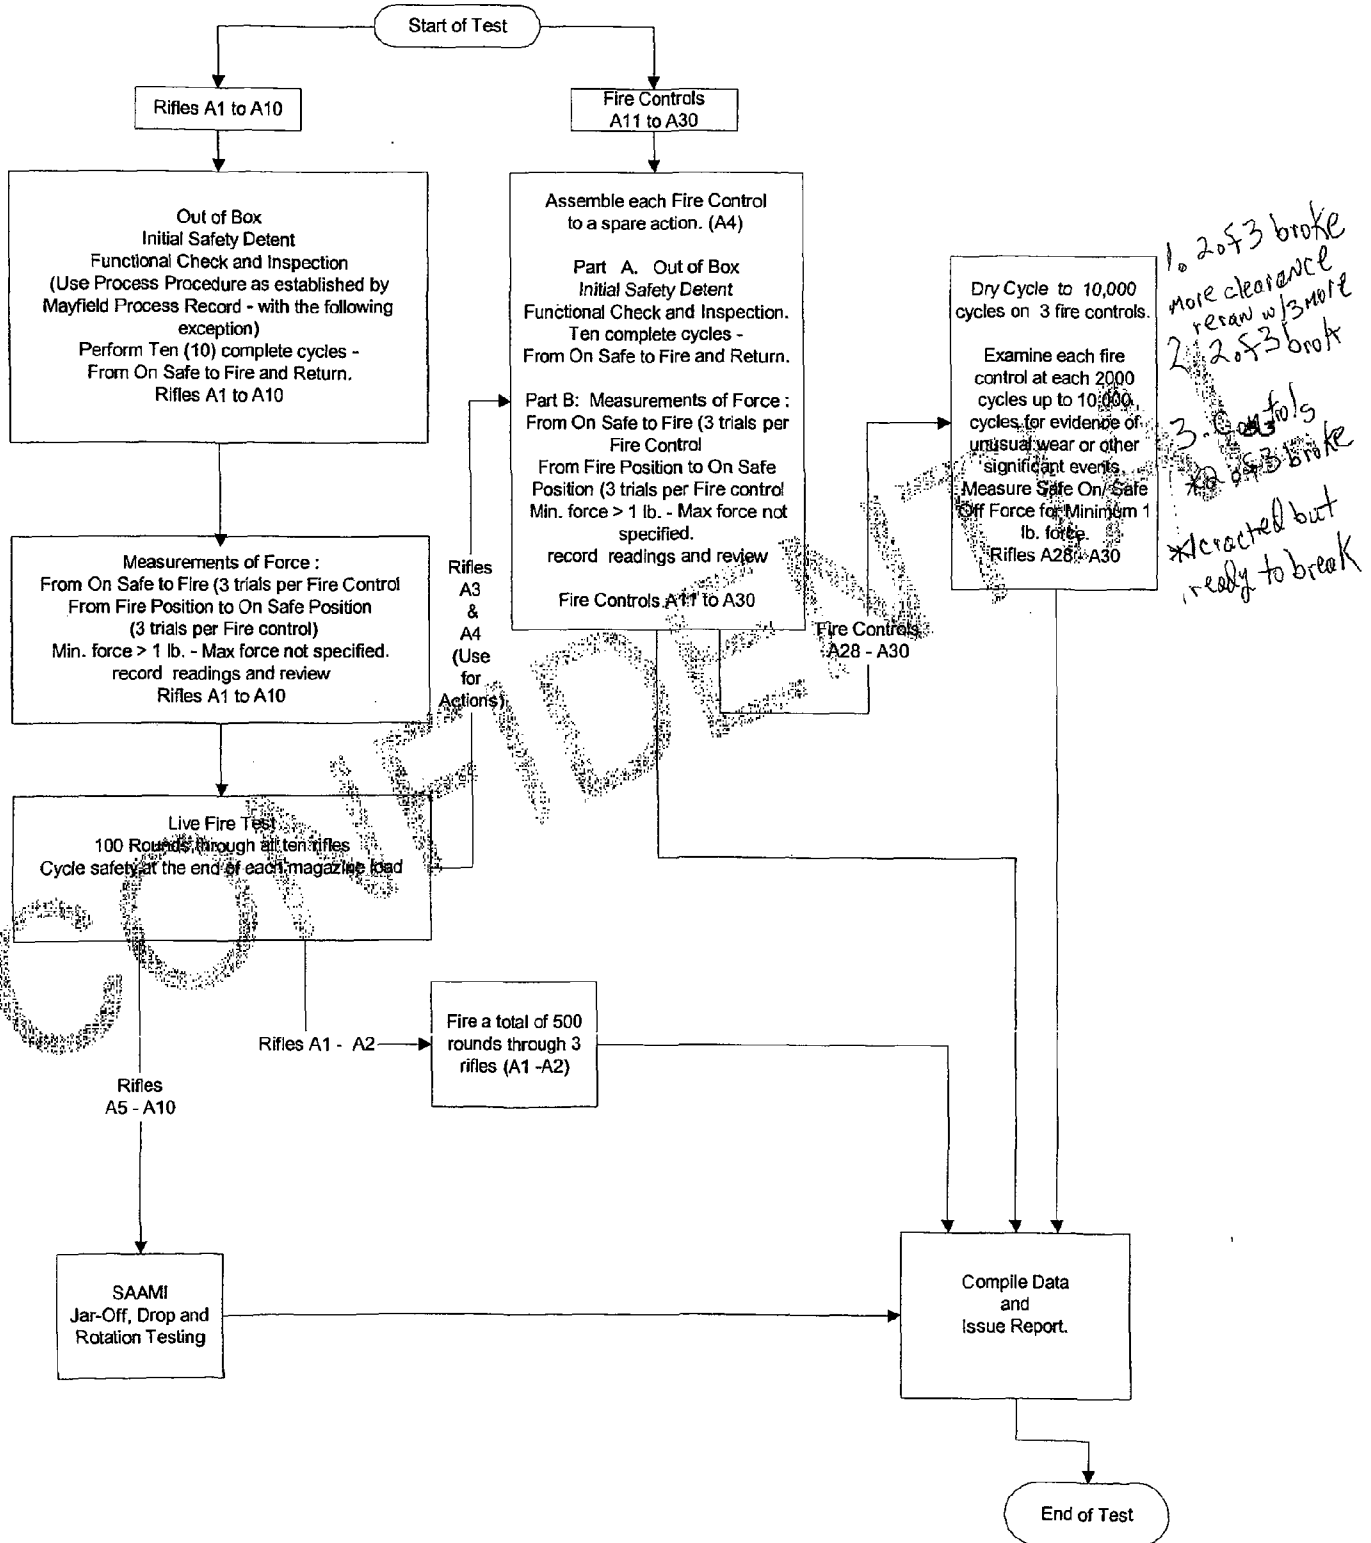 Start of Test
Rifles A1 to A10
Fire Controls
A11 to A30
Out of Box
Initial Safety Detent
Functional Check and Inspection
(Use Process Procedure as established by
Mayfield Process Record - with the following
exception)
Perform Ten (10) complete cycles -
From On Safe to Fire and Return.
Rifles A1 to A10
Measurements of Force :
From On Safe to Fire (3 trials per Fire Control
From Fire Position to On Safe Position
(3 trials per Fire control)
Min. force > 1 lb. - Max force not specified.
record readings and review
Rifles A1 to A10
Live Fire Test
100 Rounds through all ten rifles
Cycle safety at the end of each magazine load
Rifles
A3
&
A4
(Use
for
Actions)
Assemble each Fire Control
to a spare action. (A4)
Part A. Out of Box
Initial Safety Detent
Functional Check and Inspection.
Ten complete cycles -
From On Safe to Fire and Return.
Part B: Measurements of Force :
From On Safe to Fire (3 trials per
Fire Control
From Fire Position to On Safe
Position (3 trials per Fire control
Min. force > 1 lb. - Max force not
specified.
record readings and review
Fire Controls A11 to A30
Fire Controls
A28 - A30
Dry Cycle to 10,000
cycles on 3 fire controls.
Examine each fire
control at each 2000
cycles up to 10,000
cycles for evidence of
unusual wear or other
significant events
Measure Safe On/ Safe
Off Force for Minimum 1
lb. force.
Rifles A28 - A30
1. 2 of 3 broke
more clearance
reran w/3 more
2. 2 of 3 brok
3. Controls
*2 of 3 broke
*1 cracted but
ready to break
Rifles A1 - A2
Fire a total of 500
rounds through 3
rifles (A1 -A2)
Rifles
A5 - A10
SAAMI
Jar-Off, Drop and
Rotation Testing
Compile Data
and
Issue Report.
End of Test
CONFIDENTIAL